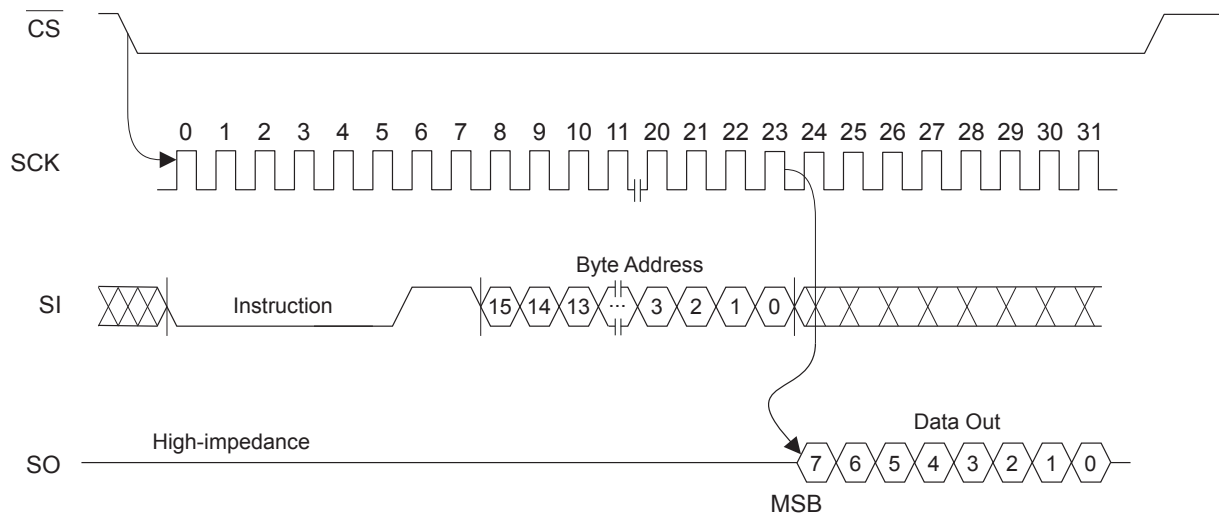 CS
0 1 2 3 4 5 6 7 8 9 10 11 20 21 22 23 24 25 26 27 28 29 30 31
SCK
Byte Address
SI
Instruction
15 14 13 ... 3 2 1 0
Data Out
High-impedance
SO
7 6 5 4 3 2 1 0
MSB